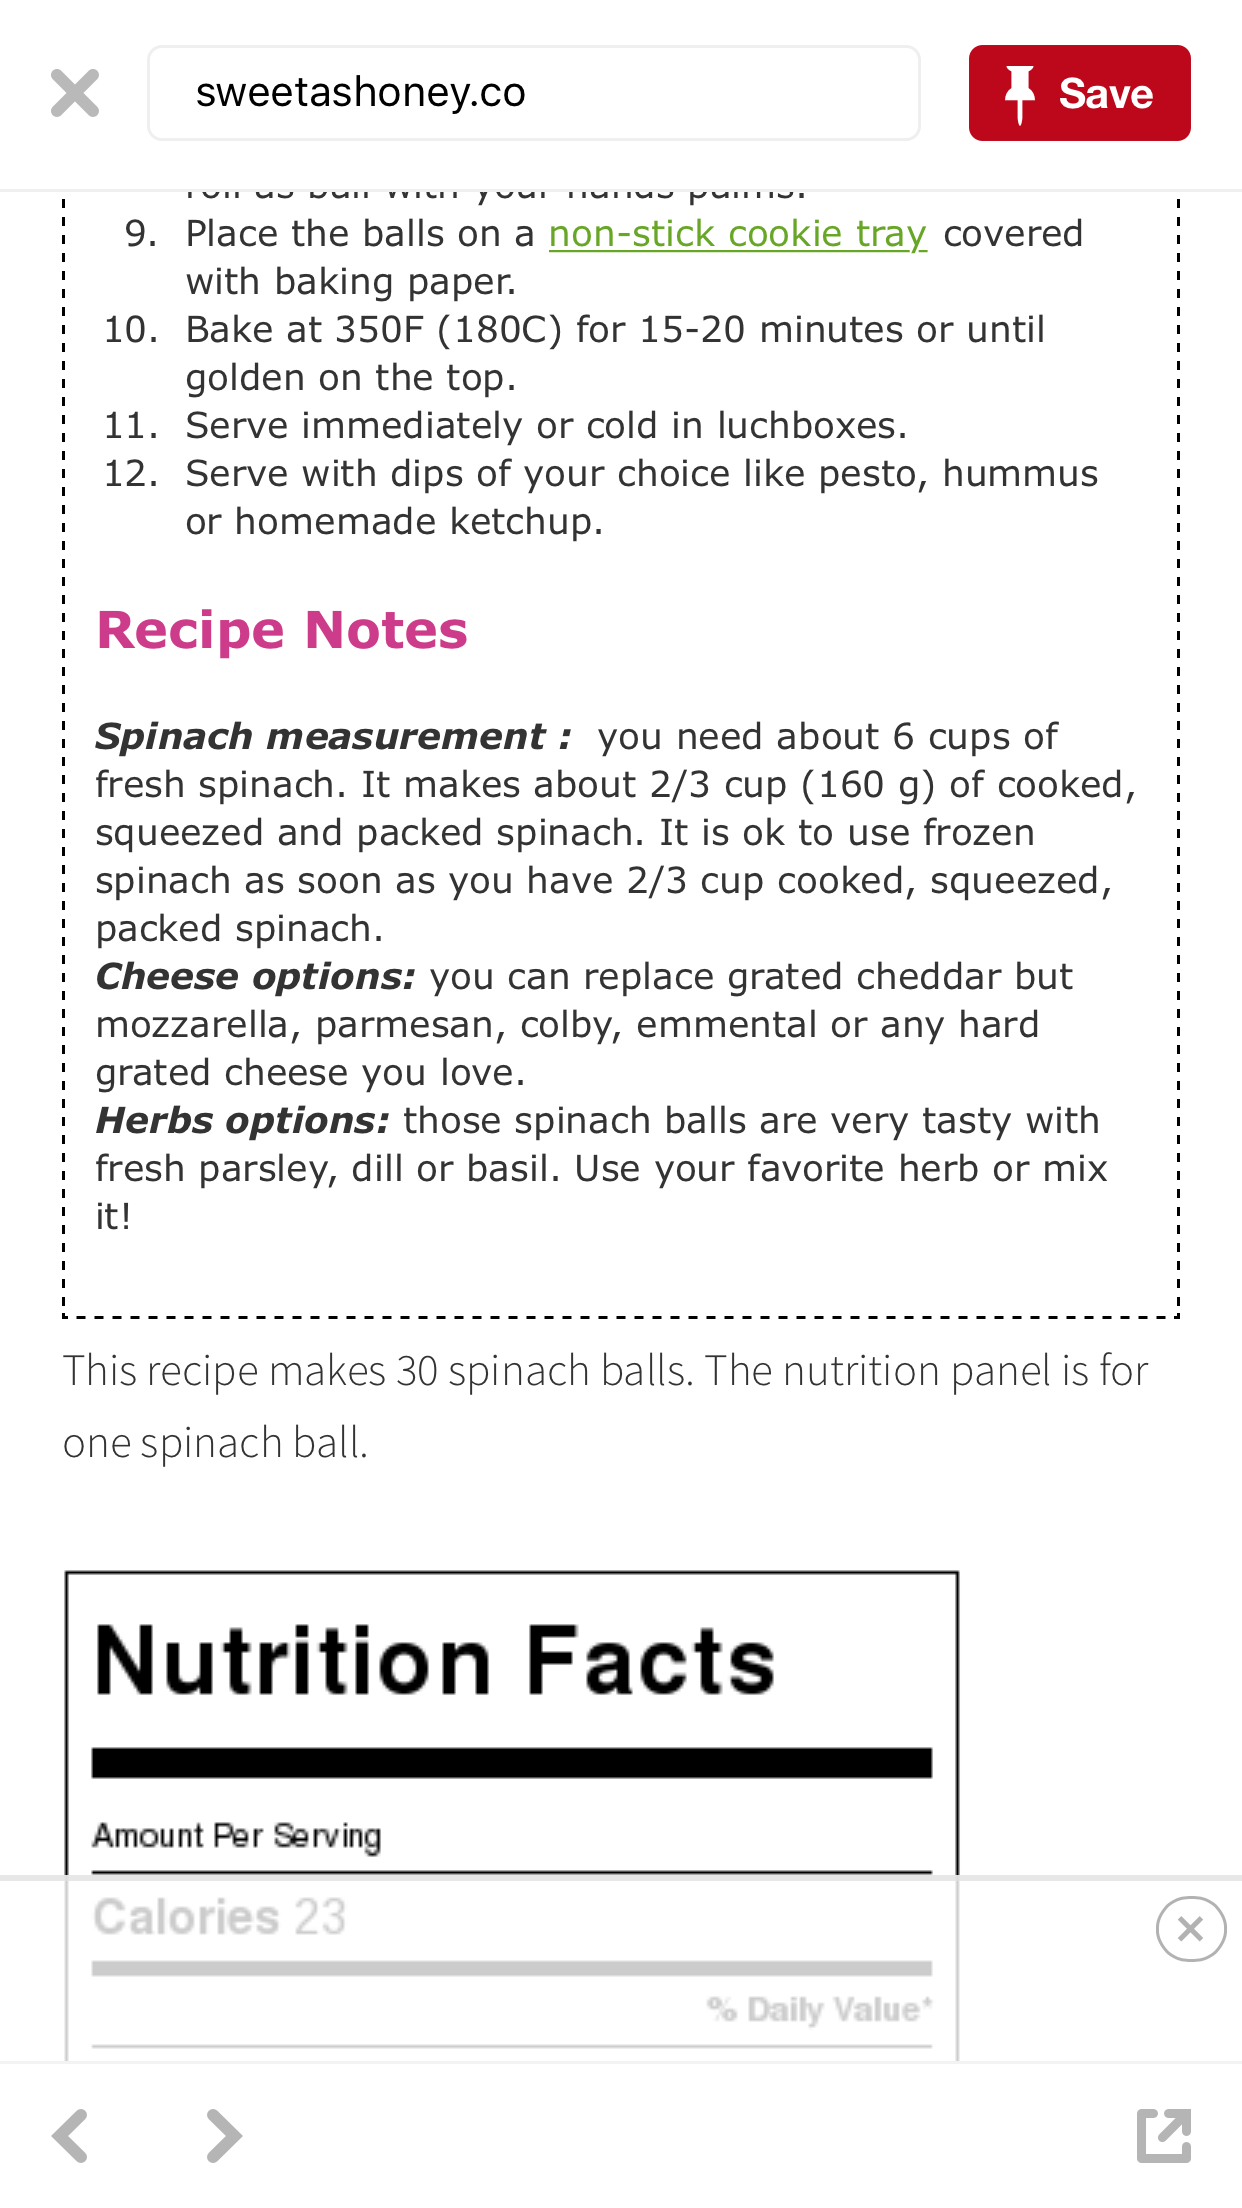 sweetashoney.co
Save
roll as ball with your hands palms.
9. Place the balls on a non-stick cookie tray covered
with baking paper.
10. Bake at 350F (180C) for 15-20 minutes or until
golden on the top.
11. Serve immediately or cold in luchboxes.
12. Serve with dips of your choice like pesto, hummus
or homemade ketchup.
Recipe Notes
Spinach measurement : you need about 6 cups of
fresh spinach. It makes about 2/3 cup (160 g) of cooked,
squeezed and packed spinach. It is ok to use frozen
spinach as soon as you have 2/3 cup cooked, squeezed,
packed spinach.
Cheese options: you can replace grated cheddar but
mozzarella, parmesan, colby, emmental or any hard
grated cheese you love.
Herbs options: those spinach balls are very tasty with
fresh parsley, dill or basil. Use your favorite herb or mix
it!
This recipe makes 30 spinach balls. The nutrition panel is for
one spinach ball.
Nutrition Facts
Amount Per Serving
Calories 23
% Daily Value*